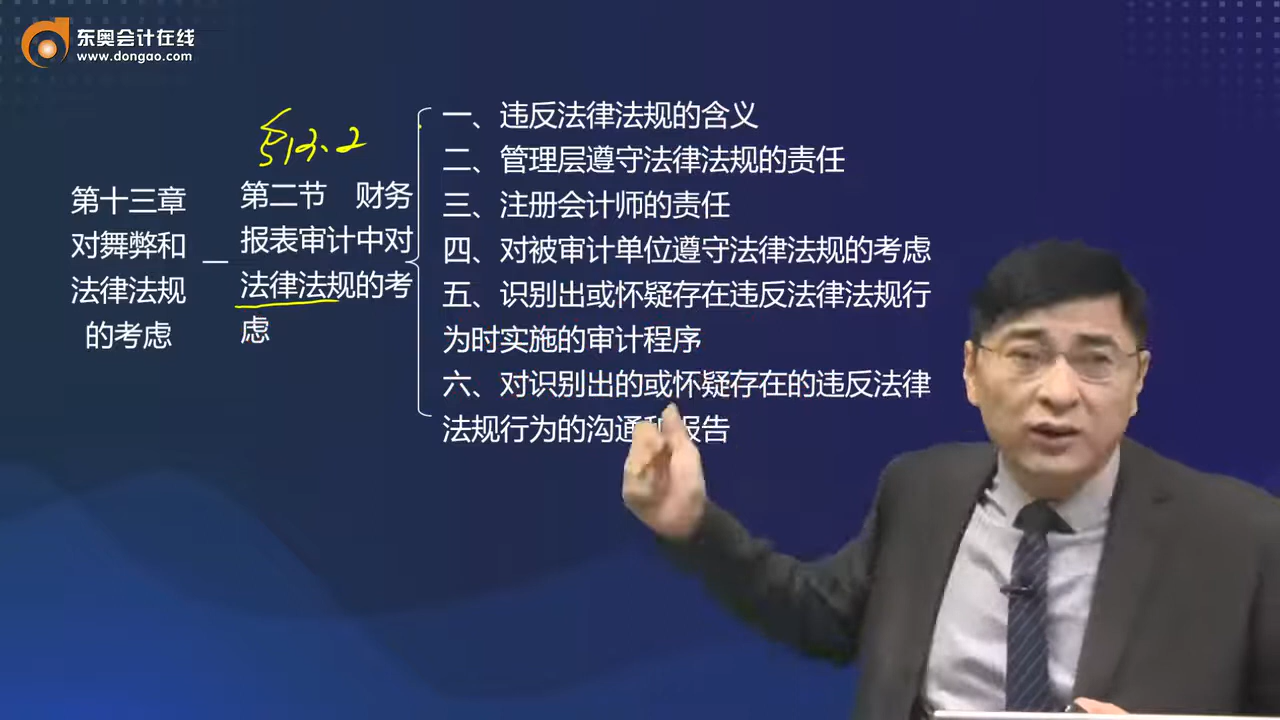 东奥会计在线
www.dongao.com
§13.2
第十三章
对舞弊和
法律法规
的考虑
第二节 财务
报表审计中对
法律法规的考
虑
一、违反法律法规的含义
二、管理层遵守法律法规的责任
三、注册会计师的责任
四、对被审计单位遵守法律法规的考虑
五、识别出或怀疑存在违反法律法规行
为时实施的审计程序
六、对识别出的或怀疑存在的违反法律
法规行为的沟通和报告